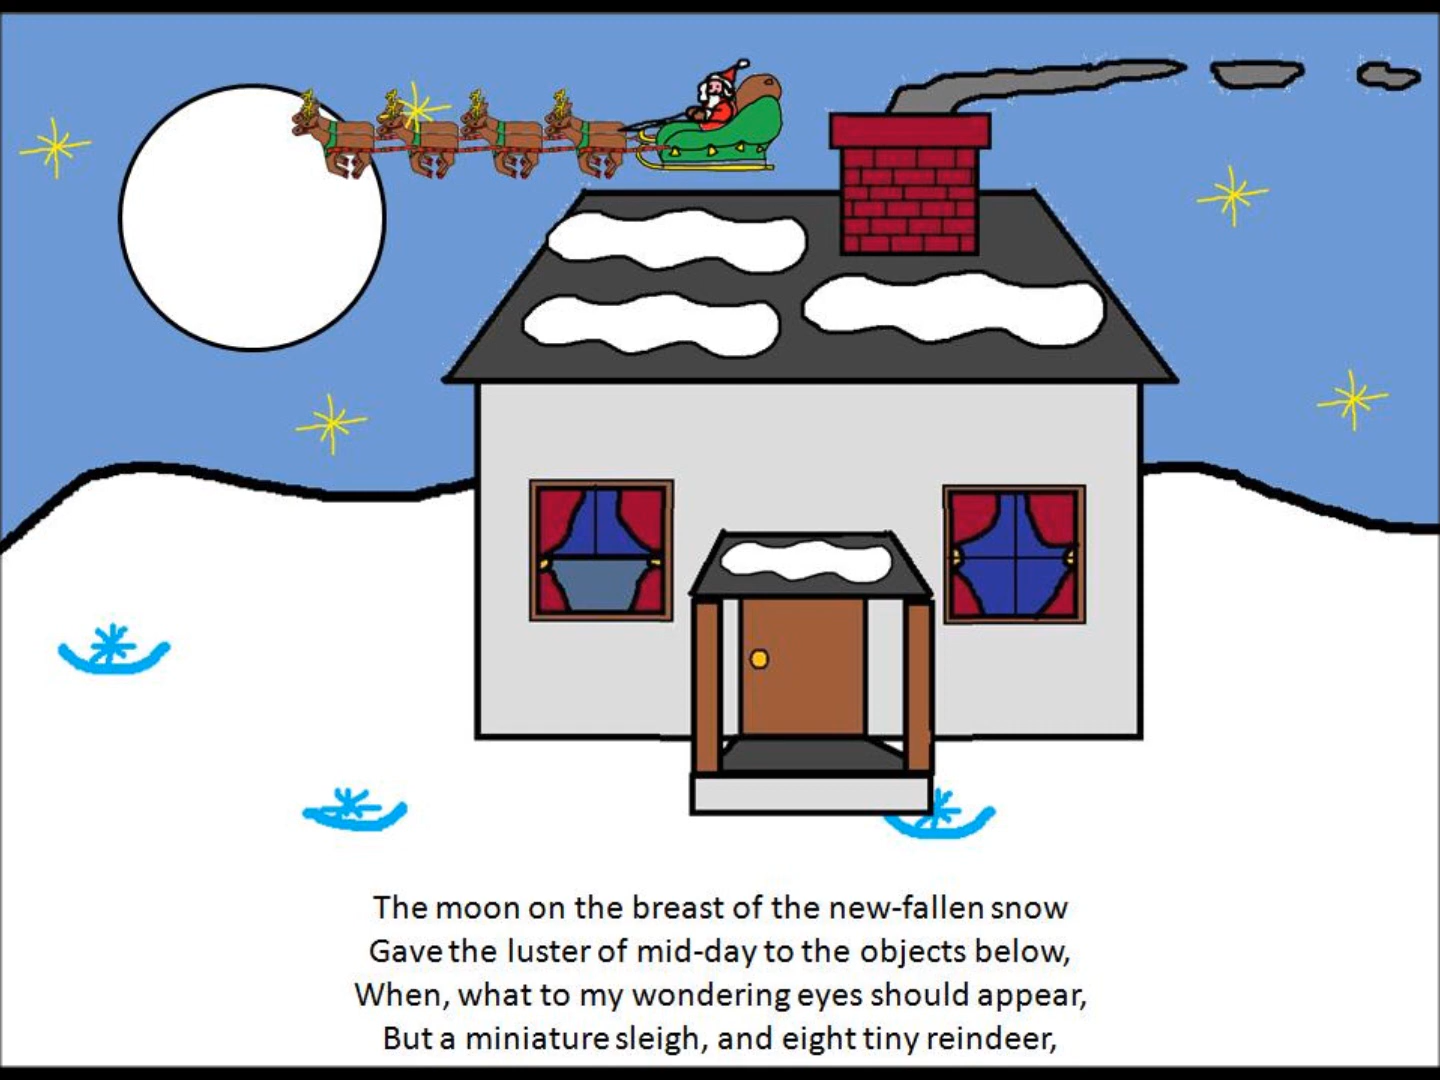 The moon on the breast of the new-fallen snow
Gave the luster of mid-day to the objects below,
When, what to my wondering eyes should appear,
But a miniature sleigh, and eight tiny reindeer,